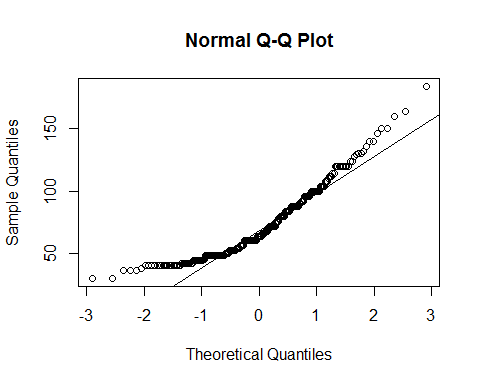 Normal Q-Q Plot
Sample Quantiles
150
100
50
-3 -2 -1 0 1 2 3
Theoretical Quantiles